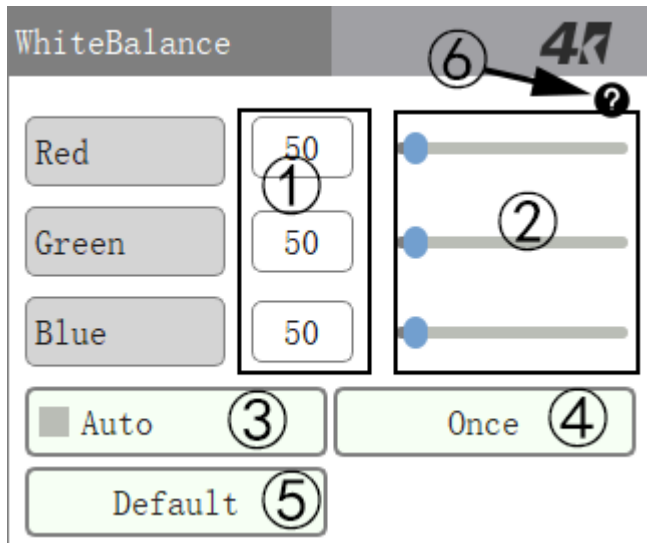 WhiteBalance 4K
⑥
?
Red 50
①
②
Green 50
Blue 50
Auto ③ Once ④
Default ⑤